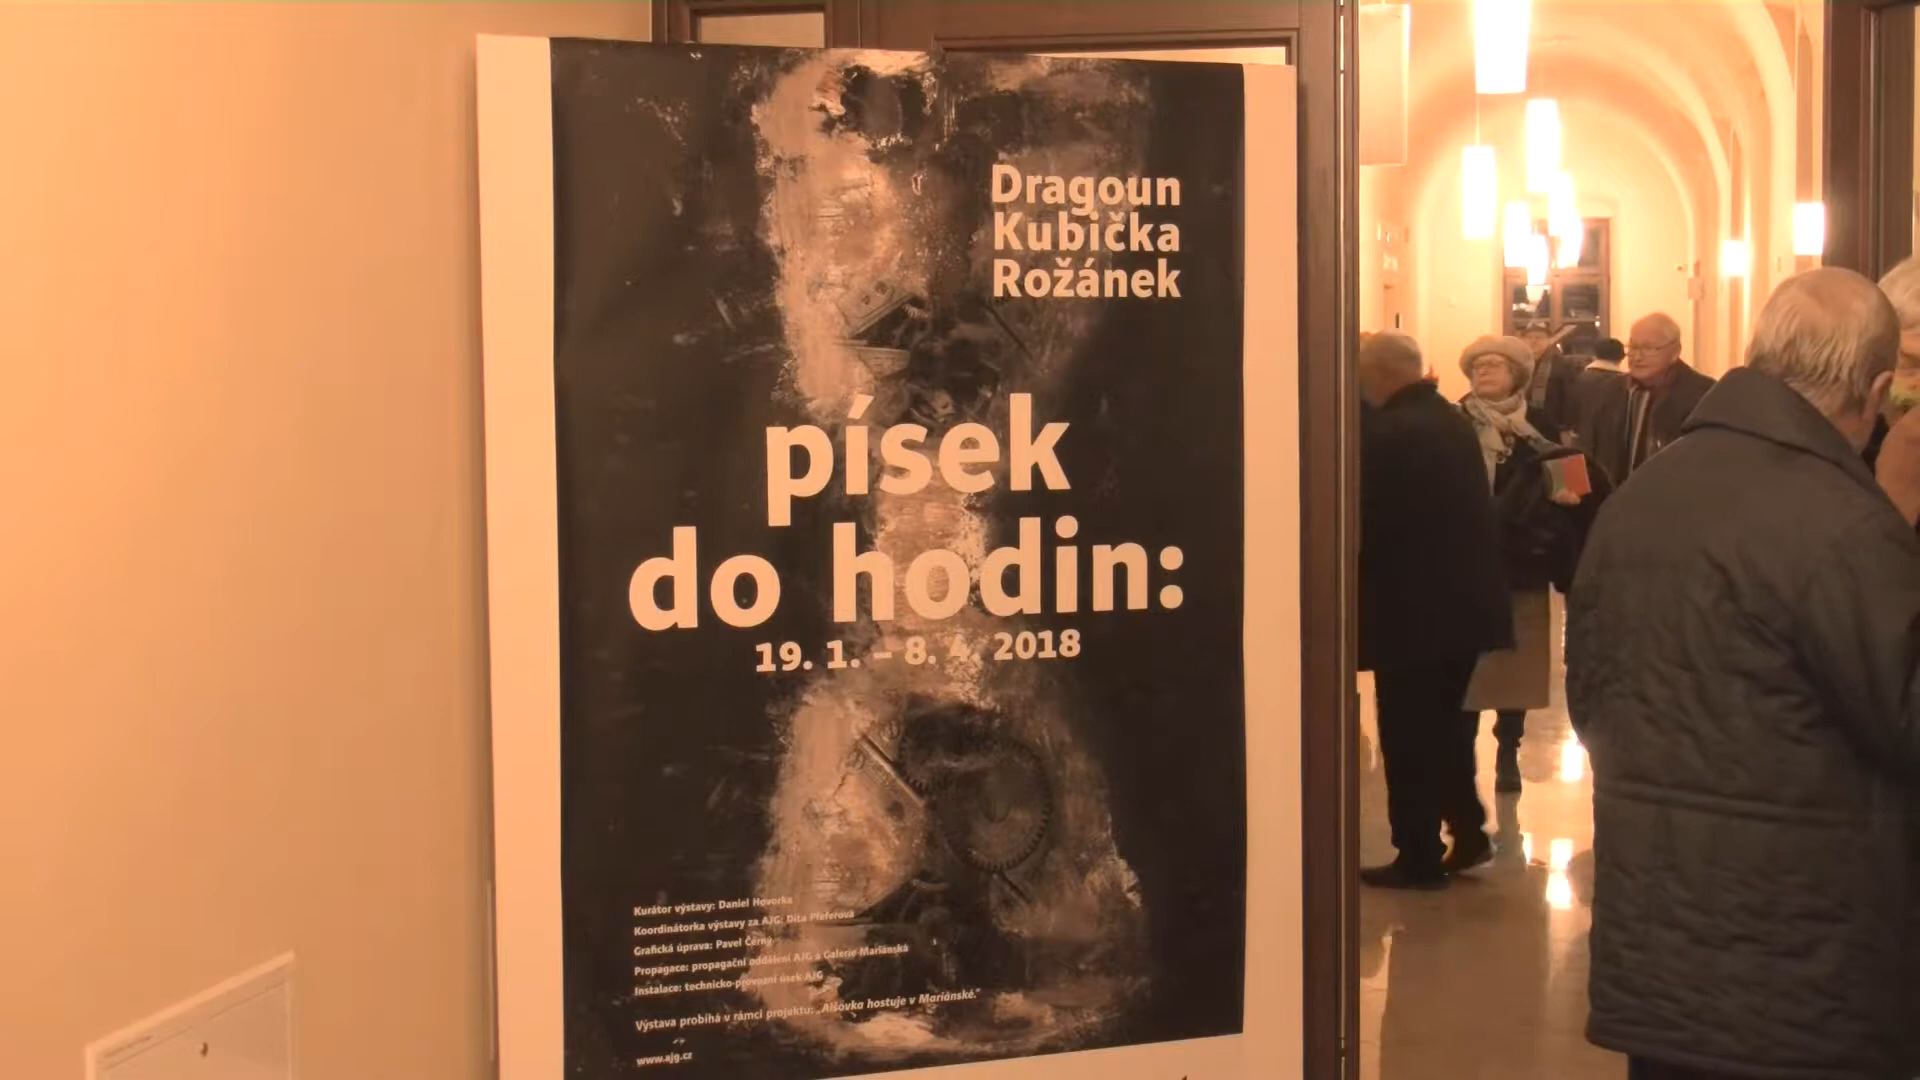 Dragoun
Kubička
Rožánek
písek
do hodin:
19. 1. – 8. 4. 2018
Kurátor výstavy: Daniel Hovorka
Koordinátorka výstavy za AJG: Dita Pfeferová
Grafická úprava: Pavel Černý
Propagace: propagační oddělení AJG a Galerie Mariánská
Instalace: technicko-provozní úsek AJG
Výstava probíhá v rámci projektu: „Alšovka hostuje v Mariánské.“
www.ajg.cz